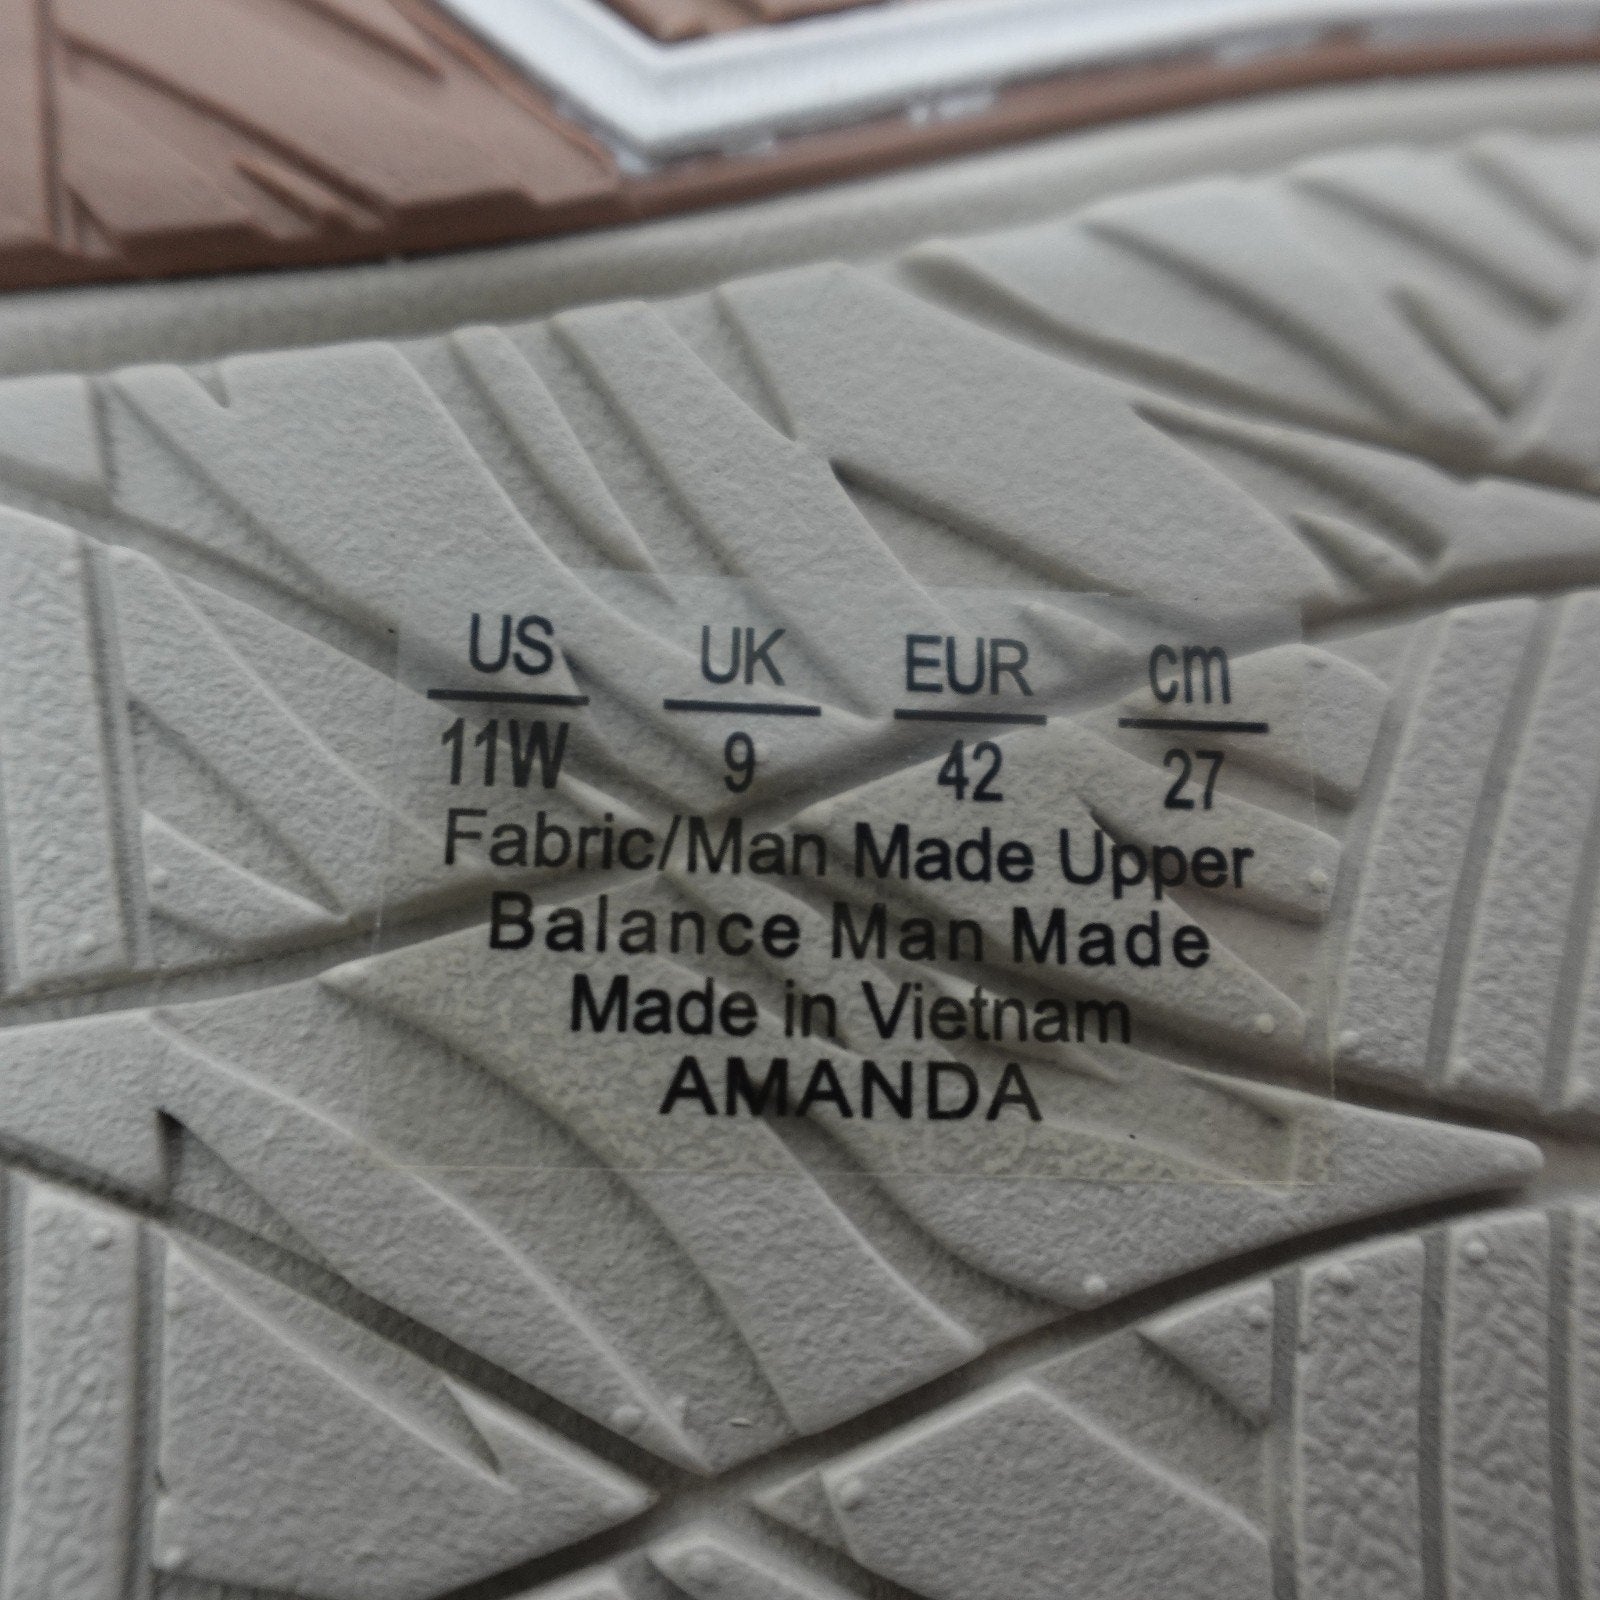 US UK EUR cm
11W 9 42 27
Fabric/Man Made Upper
Balance Man Made
Made in Vietnam
AMANDA